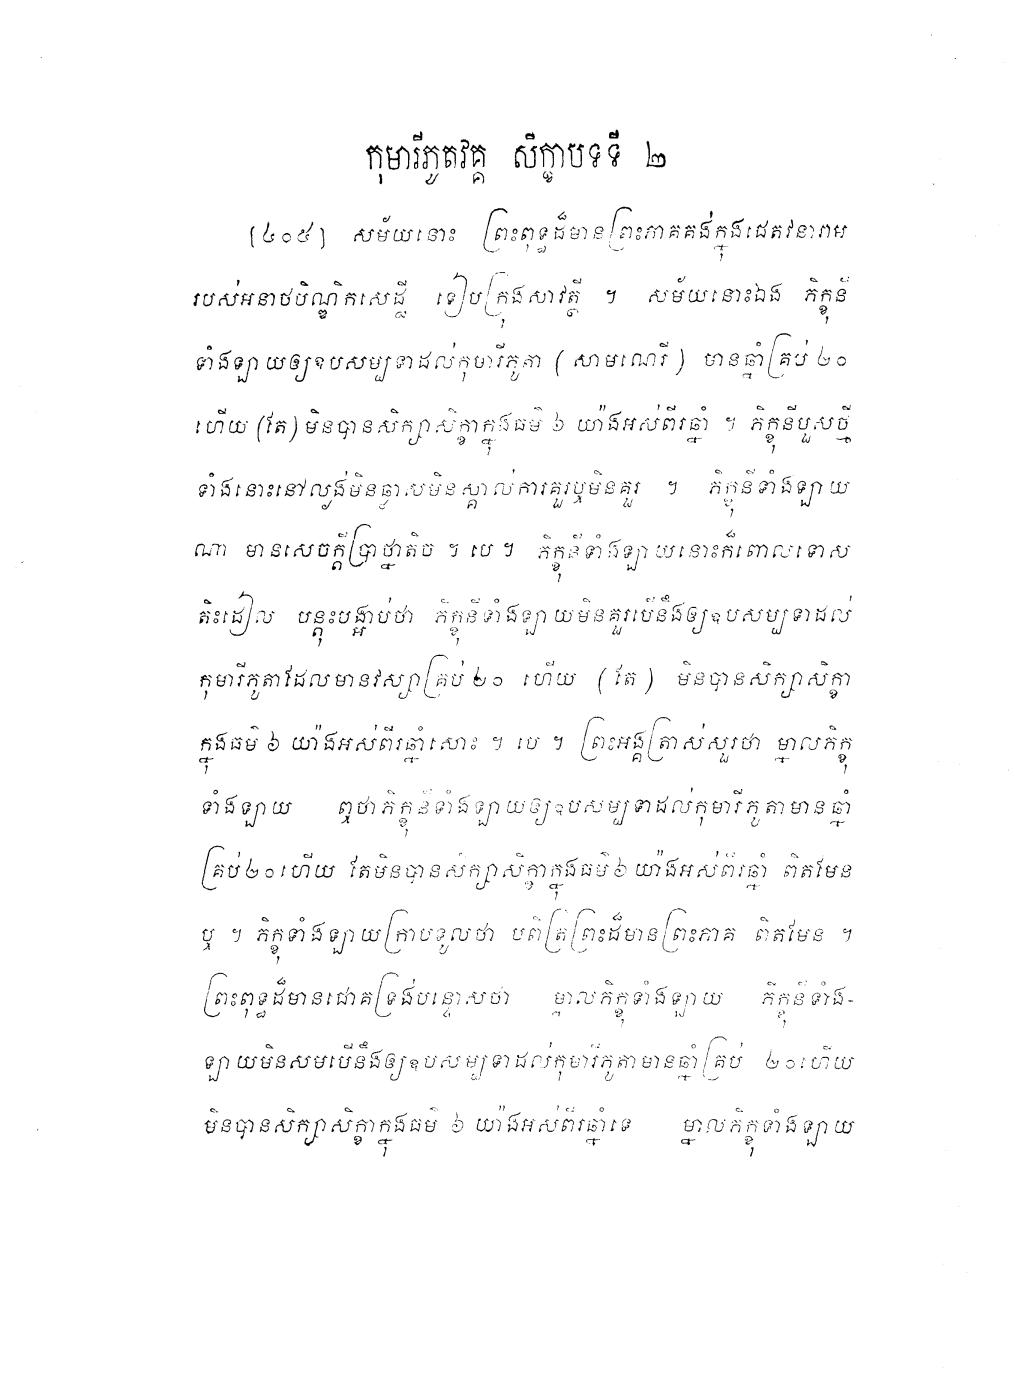 កុមារីភូតវគ្គ សិក្ខាបទទី ២
[៤០៥] សម័យនោះ ព្រះពុទ្ធដ៏មានព្រះភាគគង់ក្នុងជេតវនារាម
របស់អនាថបិណ្ឌិកសេដ្ឋី ទៀបក្រុងសាវត្ថី ។ សម័យនោះឯង ភិក្ខុនី
ទាំងឡាយឲ្យឧបសម្បទាដល់កុមារីភូតា (សាមណេរី) មានឆ្នាំគ្រប់ ២០
ហើយ (តែ) មិនបានសិក្សាសិក្ខាក្នុងធម៌ ៦ យ៉ាងអស់ពីរឆ្នាំ ។ ភិក្ខុនីបួសថ្មី
ទាំងនោះនៅល្ងង់មិនឆ្លាសមិនស្គាល់ការគួរឬមិនគួរ ។ ភិក្ខុនីទាំងឡាយ
ណា មានសេចក្តីប្រាថ្នាតិច ។ បេ ។ ភិក្ខុនីទាំងឡាយនោះក៏ពោលទោស
តិះដៀល បន្តុះបង្អាប់ថា ភិក្ខុនីទាំងឡាយមិនគួរបើនឹងឲ្យឧបសម្បទាដល់
កុមារីភូតាដែលមានវស្សាគ្រប់ ២០ ហើយ (តែ) មិនបានសិក្សាសិក្ខា
ក្នុងធម៌ ៦ យ៉ាងអស់ពីរឆ្នាំសោះ ។ បេ ។ ព្រះអង្គត្រាស់សួរថា ម្នាលភិក្ខុ
ទាំងឡាយ ឮថាភិក្ខុនីទាំងឡាយឲ្យឧបសម្បទាដល់កុមារីភូតាមានឆ្នាំ
គ្រប់ ២០ ហើយ តែមិនបានសិក្សាសិក្ខាក្នុងធម៌ ៦ យ៉ាងអស់ពីរឆ្នាំ ពិតមែន
ឬ ។ ភិក្ខុទាំងឡាយក្រាបទូលថា បពិត្រព្រះដ៏មានព្រះភាគ ពិតមែន ។
ព្រះពុទ្ធដ៏មានជោគទ្រង់បន្ទោសថា ម្នាលភិក្ខុទាំងឡាយ ភិក្ខុនីទាំង-
ឡាយមិនសមបើនឹងឲ្យឧបសម្បទាដល់កុមារីភូតាមានឆ្នាំគ្រប់ ២០ ហើយ
មិនបានសិក្សាសិក្ខាក្នុងធម៌ ៦ យ៉ាងអស់ពីរឆ្នាំទេ ម្នាលភិក្ខុទាំងឡាយ